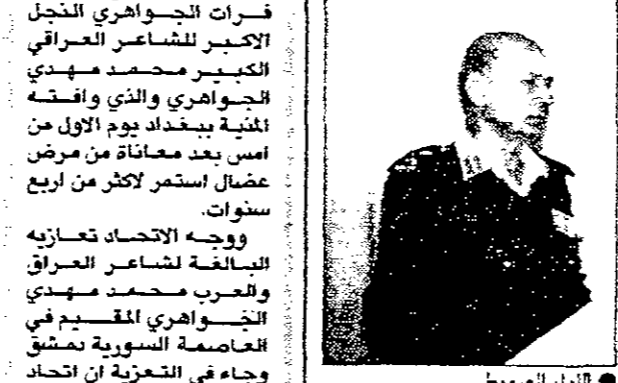 فرات الجواهري النجل
الاكبر للشاعر العراقي
الكبير محمد مهدي
الجواهري والذي وافته
المنية ببغداد يوم الاول من
امس بعد معاناة من مرض
عضال استمر لاكثر من اربع
سنوات.
ووجه الاتحاد تعازيه
البالغة لشاعر العراق
والعرب محمد مهدي
الجواهري المقيم في
العاصمة السورية دمشق
وجاء في التعزية ان اتحاد